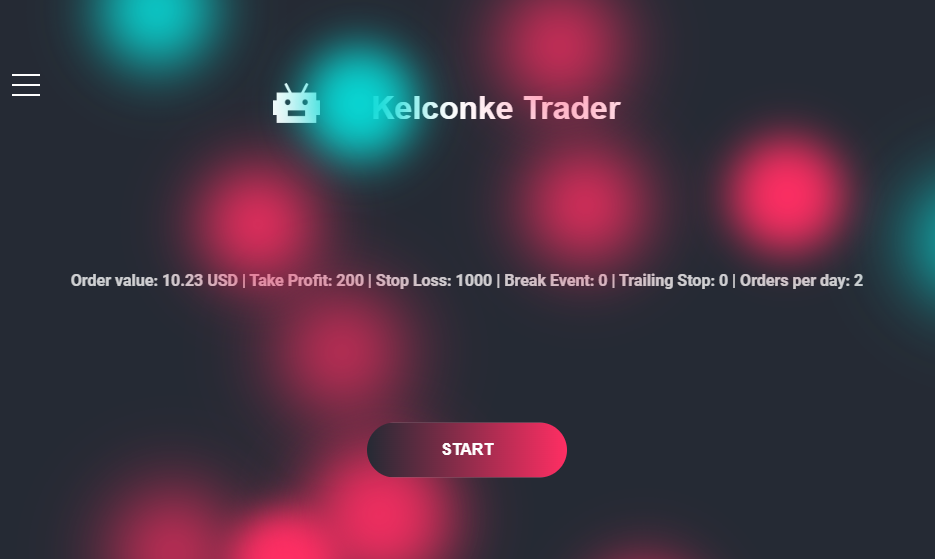 Kelconke Trader
Order value: 10.23 USD | Take Profit: 200 | Stop Loss: 1000 | Break Event: 0 | Trailing Stop: 0 | Orders per day: 2
START